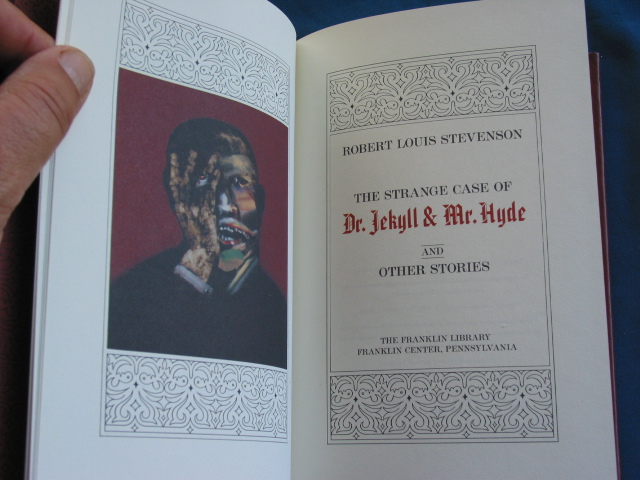 ROBERT LOUIS STEVENSON
THE STRANGE CASE OF
Dr. Jekyll & Mr. Hyde
AND
OTHER STORIES
THE FRANKLIN LIBRARY
FRANKLIN CENTER, PENNSYLVANIA